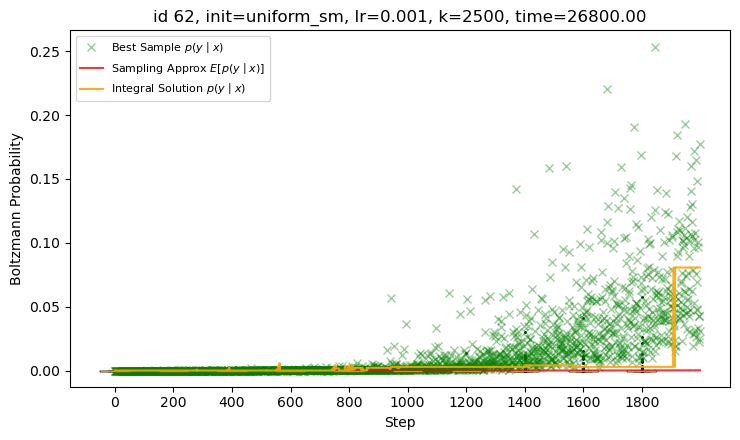 id 62, init=uniform_sm, lr=0.001, k=2500, time=26800.00
Best Sample p(y | x)
Sampling Approx E[p(y | x)]
Integral Solution p(y | x)
Boltzmann Probability
0.25
0.20
0.15
0.10
0.05
0.00
0 200 400 600 800 1000 1200 1400 1600 1800
Step